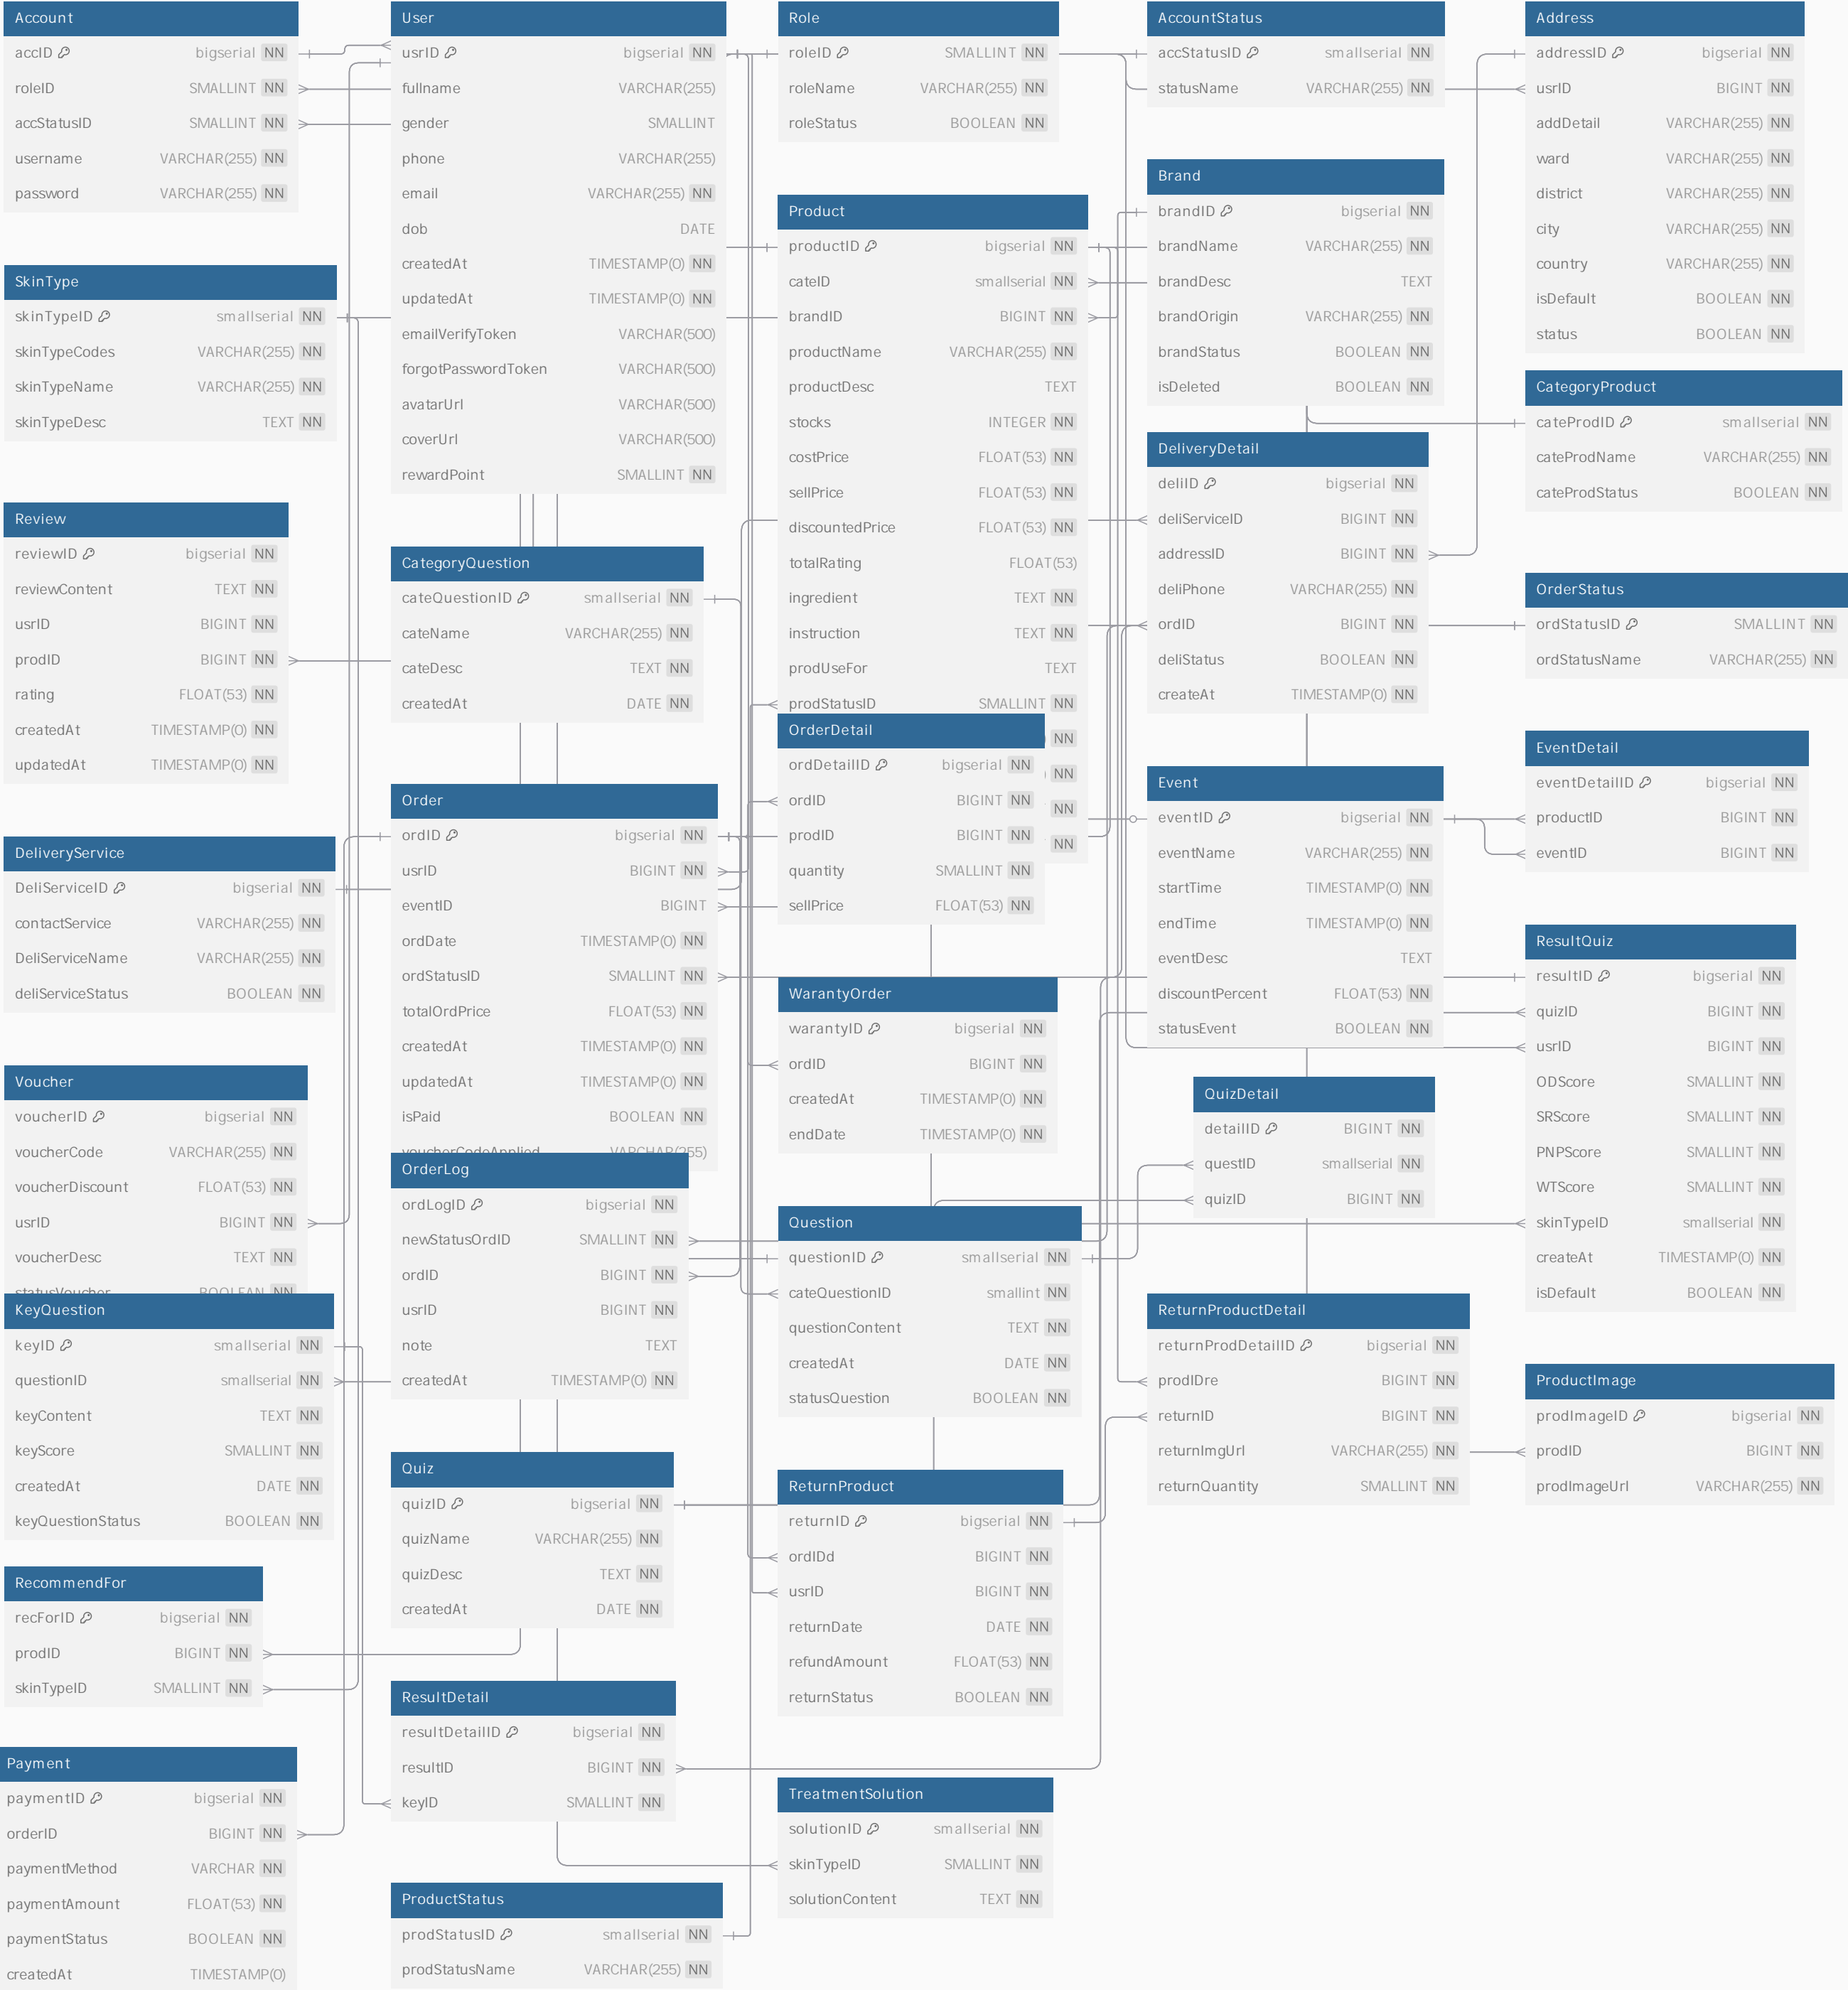 Account
accID bigserial NN
roleID SMALLINT NN
accStatusID SMALLINT NN
username VARCHAR(255) NN
password VARCHAR(255) NN
SkinType
skinTypeID smallserial NN
skinTypeCodes VARCHAR(255) NN
skinTypeName VARCHAR(255) NN
skinTypeDesc TEXT NN
Review
reviewID bigserial NN
reviewContent TEXT NN
usrID BIGINT NN
prodID BIGINT NN
rating FLOAT(53) NN
createdAt TIMESTAMP(0) NN
updatedAt TIMESTAMP(0) NN
DeliveryService
DeliServiceID bigserial NN
contactService VARCHAR(255) NN
DeliServiceName VARCHAR(255) NN
deliServiceStatus BOOLEAN NN
Voucher
voucherID bigserial NN
voucherCode VARCHAR(255) NN
voucherDiscount FLOAT(53) NN
usrID BIGINT NN
voucherDesc TEXT NN
statusVoucher BOOLEAN NN
KeyQuestion
keyID smallserial NN
questionID smallserial NN
keyContent TEXT NN
keyScore SMALLINT NN
createdAt DATE NN
keyQuestionStatus BOOLEAN NN
RecommendFor
recForID bigserial NN
prodID BIGINT NN
skinTypeID SMALLINT NN
Payment
paymentID bigserial NN
orderID BIGINT NN
paymentMethod VARCHAR NN
paymentAmount FLOAT(53) NN
paymentStatus BOOLEAN NN
createdAt TIMESTAMP(0)
User
usrID bigserial NN
fullname VARCHAR(255)
gender SMALLINT
phone VARCHAR(255)
email VARCHAR(255) NN
dob DATE
createdAt TIMESTAMP(0) NN
updatedAt TIMESTAMP(0) NN
emailVerifyToken VARCHAR(500)
forgotPasswordToken VARCHAR(500)
avatarUrl VARCHAR(500)
coverUrl VARCHAR(500)
rewardPoint SMALLINT NN
CategoryQuestion
cateQuestionID smallserial NN
cateName VARCHAR(255) NN
cateDesc TEXT NN
createdAt DATE NN
Order
ordID bigserial NN
usrID BIGINT NN
eventID BIGINT
ordDate TIMESTAMP(0) NN
ordStatusID SMALLINT NN
totalOrdPrice FLOAT(53) NN
createdAt TIMESTAMP(0) NN
updatedAt TIMESTAMP(0) NN
isPaid BOOLEAN NN
voucherCodeApplied VARCHAR(255)
OrderLog
ordLogID bigserial NN
newStatusOrdID SMALLINT NN
ordID BIGINT NN
usrID BIGINT NN
note TEXT
createdAt TIMESTAMP(0) NN
Quiz
quizID bigserial NN
quizName VARCHAR(255) NN
quizDesc TEXT NN
createdAt DATE NN
ResultDetail
resultDetailID bigserial NN
resultID BIGINT NN
keyID SMALLINT NN
ProductStatus
prodStatusID smallserial NN
prodStatusName VARCHAR(255) NN
Role
roleID SMALLINT NN
roleName VARCHAR(255) NN
roleStatus BOOLEAN NN
Product
productID bigserial NN
cateID smallserial NN
brandID BIGINT NN
productName VARCHAR(255) NN
productDesc TEXT
stocks INTEGER NN
costPrice FLOAT(53) NN
sellPrice FLOAT(53) NN
discountedPrice FLOAT(53) NN
totalRating FLOAT(53)
ingredient TEXT NN
instruction TEXT NN
prodUseFor TEXT
prodStatusID SMALLINT NN
NN
NN
NN
NN
OrderDetail
ordDetailID bigserial NN
ordID BIGINT NN
prodID BIGINT NN
quantity SMALLINT NN
sellPrice FLOAT(53) NN
WarantyOrder
warantyID bigserial NN
ordID BIGINT NN
createdAt TIMESTAMP(0) NN
endDate TIMESTAMP(0) NN
Question
questionID smallserial NN
cateQuestionID smallint NN
questionContent TEXT NN
createdAt DATE NN
statusQuestion BOOLEAN NN
ReturnProduct
returnID bigserial NN
ordIDd BIGINT NN
usrID BIGINT NN
returnDate DATE NN
refundAmount FLOAT(53) NN
returnStatus BOOLEAN NN
TreatmentSolution
solutionID smallserial NN
skinTypeID SMALLINT NN
solutionContent TEXT NN
AccountStatus
accStatusID smallserial NN
statusName VARCHAR(255) NN
Brand
brandID bigserial NN
brandName VARCHAR(255) NN
brandDesc TEXT
brandOrigin VARCHAR(255) NN
brandStatus BOOLEAN NN
isDeleted BOOLEAN NN
DeliveryDetail
deliID bigserial NN
deliServiceID BIGINT NN
addressID BIGINT NN
deliPhone VARCHAR(255) NN
ordID BIGINT NN
deliStatus BOOLEAN NN
createAt TIMESTAMP(0) NN
Event
eventID bigserial NN
eventName VARCHAR(255) NN
startTime TIMESTAMP(0) NN
endTime TIMESTAMP(0) NN
eventDesc TEXT
discountPercent FLOAT(53) NN
statusEvent BOOLEAN NN
QuizDetail
detailID BIGINT NN
questID smallserial NN
quizID BIGINT NN
ReturnProductDetail
returnProdDetailID bigserial NN
prodIDre BIGINT NN
returnID BIGINT NN
returnImgUrl VARCHAR(255) NN
returnQuantity SMALLINT NN
Address
addressID bigserial NN
usrID BIGINT NN
addDetail VARCHAR(255) NN
ward VARCHAR(255) NN
district VARCHAR(255) NN
city VARCHAR(255) NN
country VARCHAR(255) NN
isDefault BOOLEAN NN
status BOOLEAN NN
CategoryProduct
cateProdID smallserial NN
cateProdName VARCHAR(255) NN
cateProdStatus BOOLEAN NN
OrderStatus
ordStatusID SMALLINT NN
ordStatusName VARCHAR(255) NN
EventDetail
eventDetailID bigserial NN
productID BIGINT NN
eventID BIGINT NN
ResultQuiz
resultID bigserial NN
quizID BIGINT NN
usrID BIGINT NN
ODScore SMALLINT NN
SRScore SMALLINT NN
PNPScore SMALLINT NN
WTScore SMALLINT NN
skinTypeID smallserial NN
createAt TIMESTAMP(0) NN
isDefault BOOLEAN NN
ProductImage
prodImageID bigserial NN
prodID BIGINT NN
prodImageUrl VARCHAR(255) NN